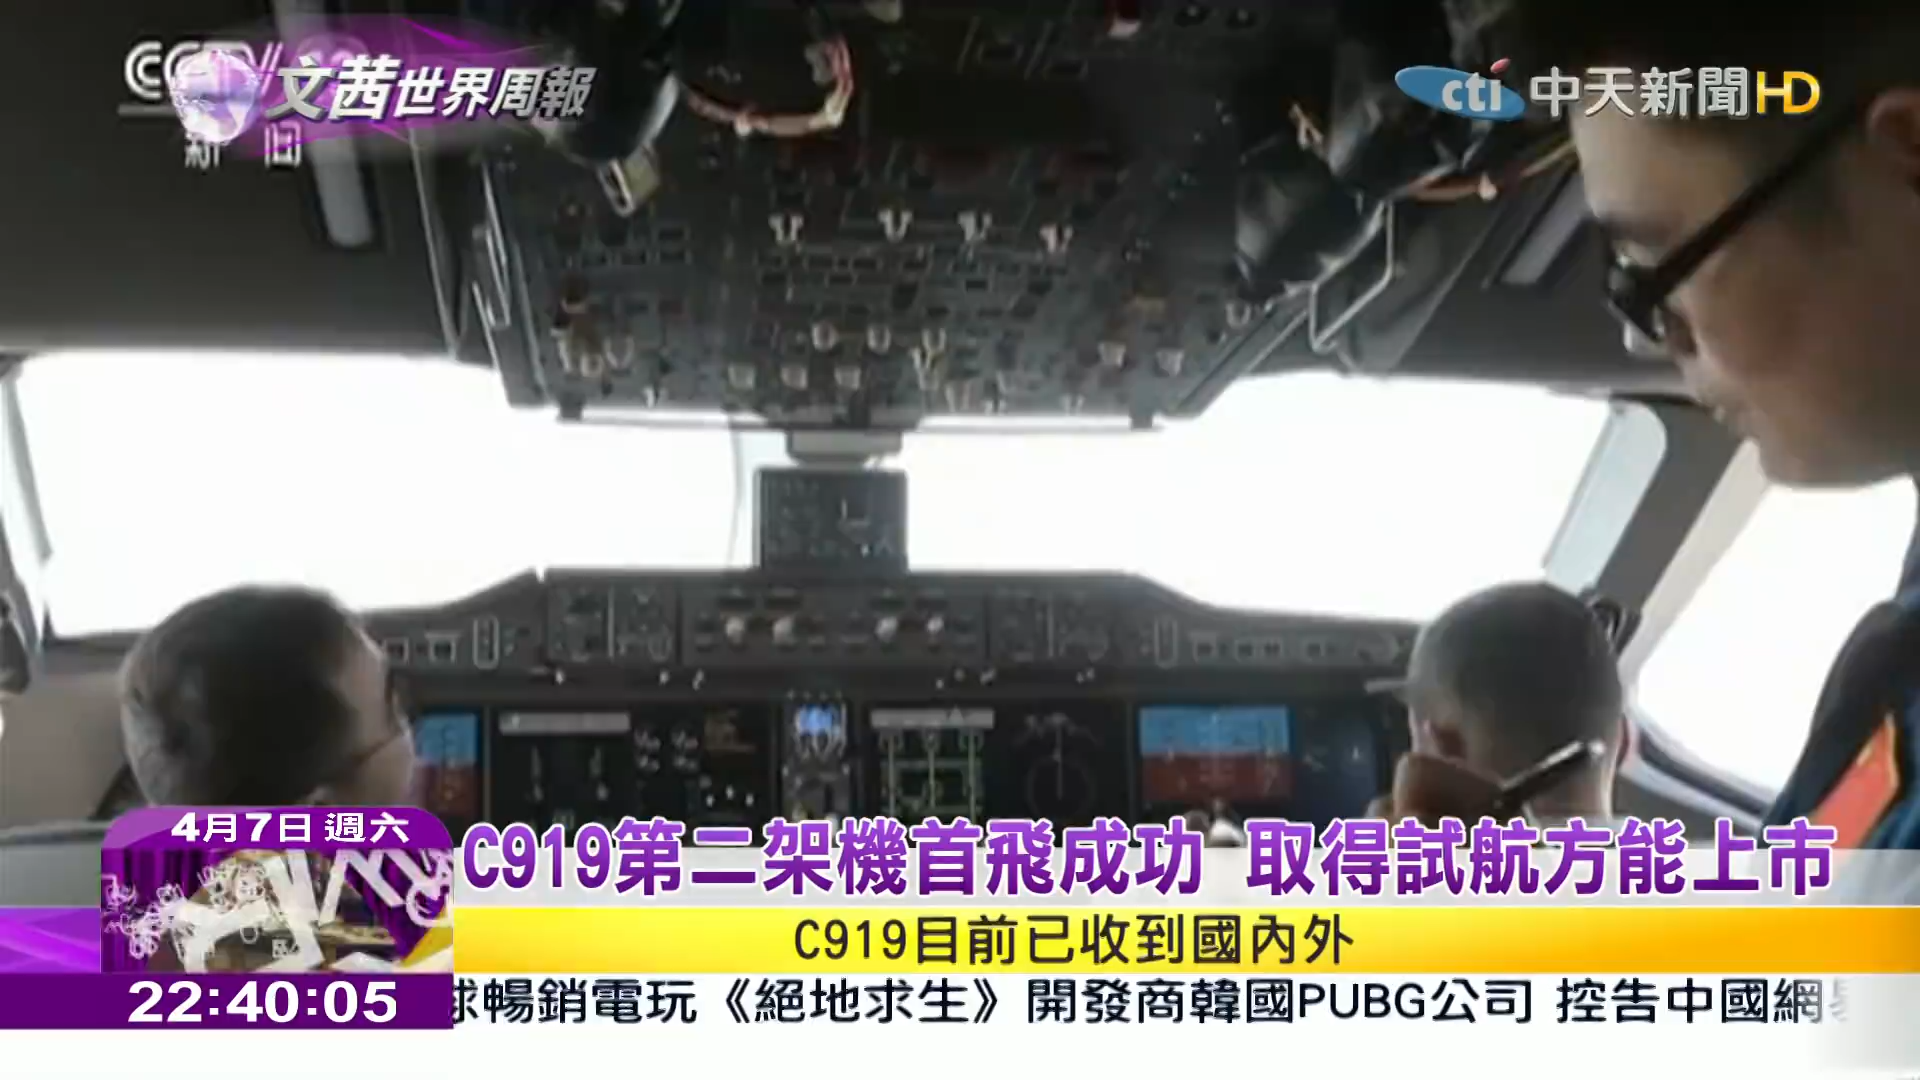 文茜世界周報
新闻
cti 中天新聞HD
4月7日 週六
C919第二架機首飛成功 取得試航方能上市
C919目前已收到國內外
22:40:05
球暢銷電玩《絕地求生》開發商韓國PUBG公司 控告中國網